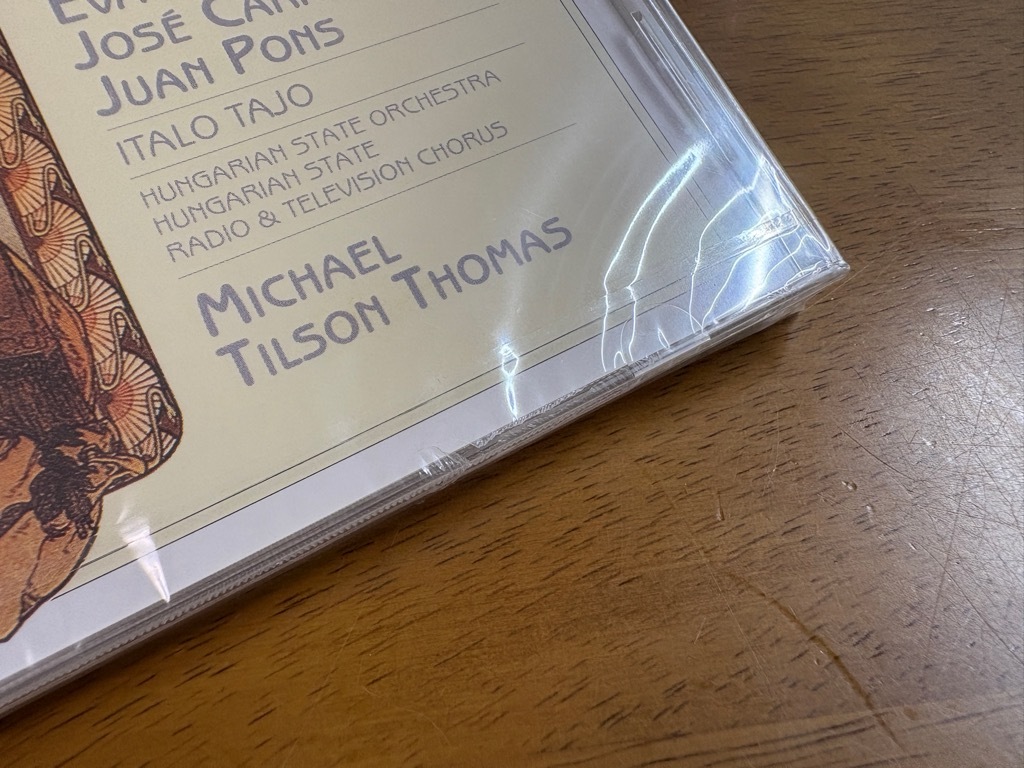 JOSÉ
JUAN PONS
ITALO TAJO
HUNGARIAN STATE ORCHESTRA
HUNGARIAN STATE
RADIO & TELEVISION CHORUS
MICHAEL
TILSON THOMAS